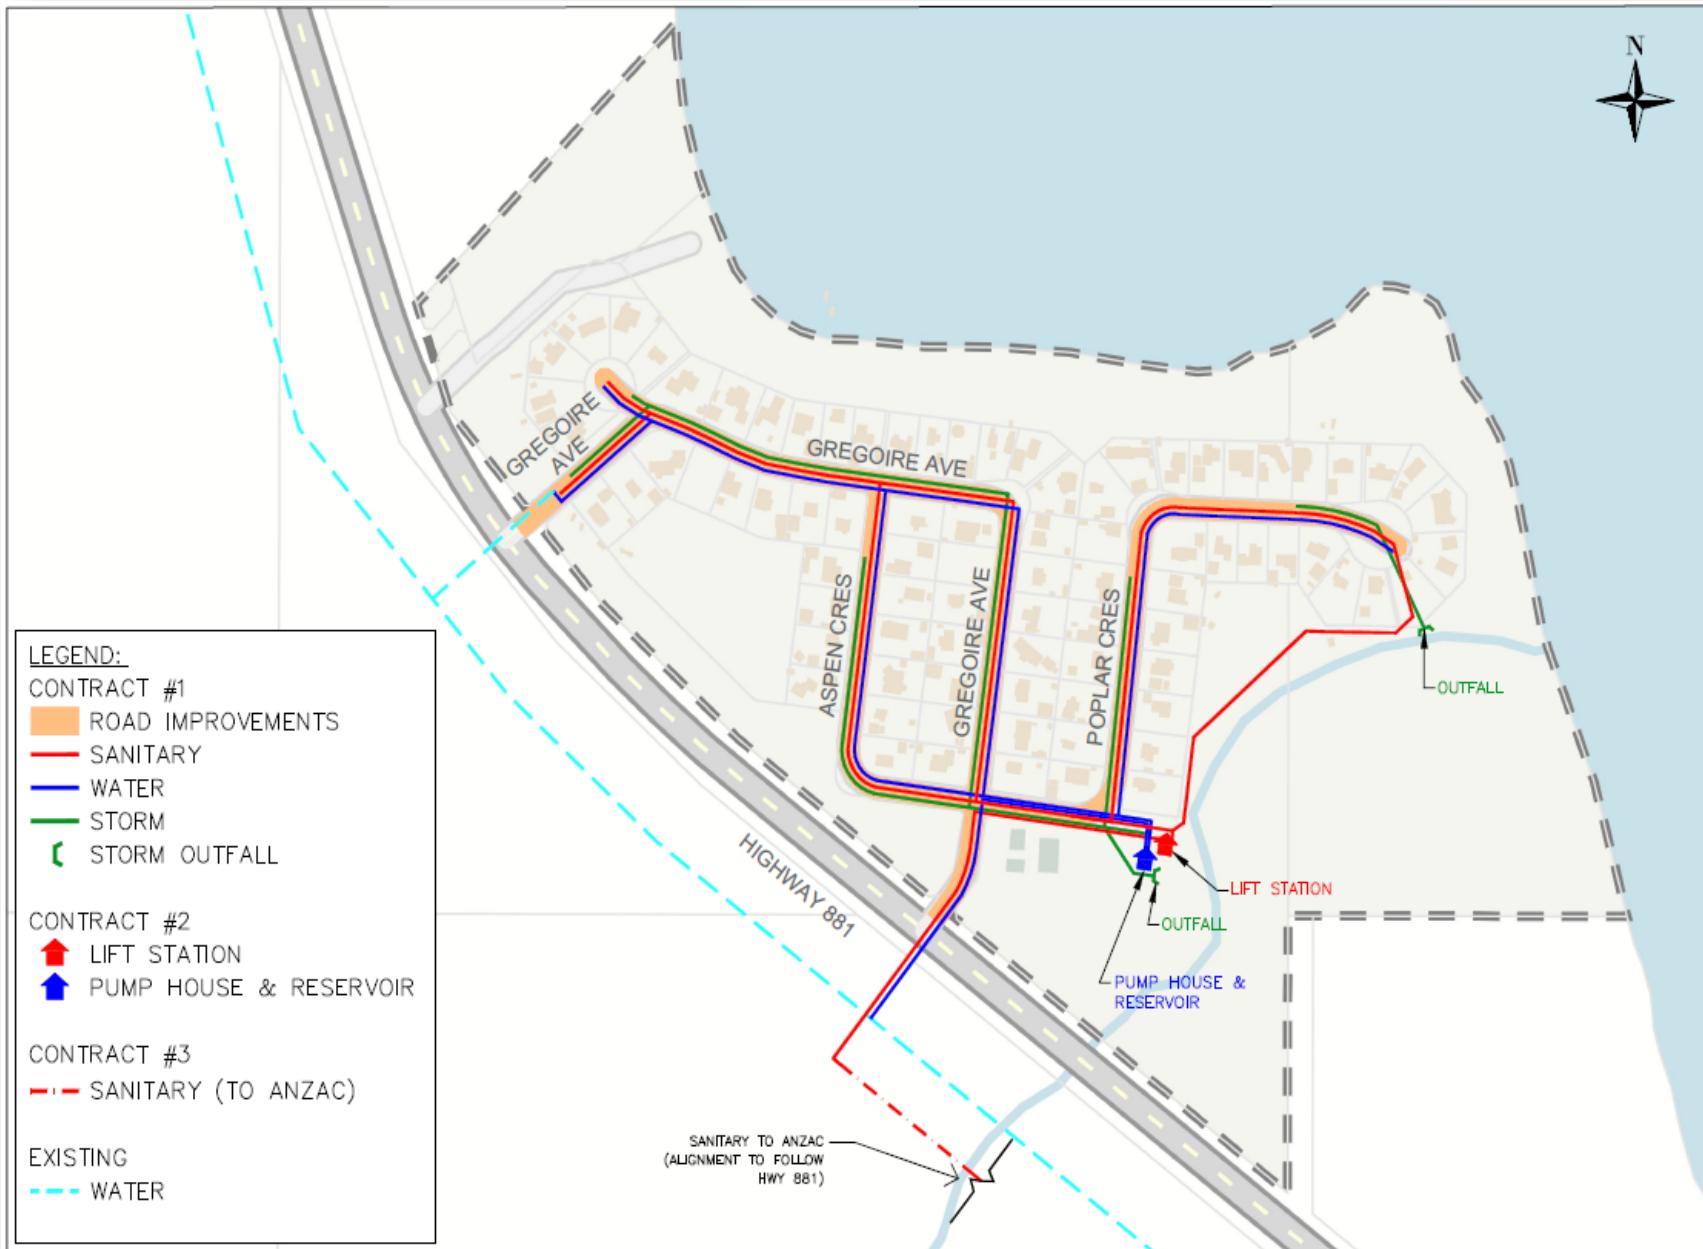 N
GREGOIRE
AVE
GREGOIRE AVE
ASPEN CRES
GREGOIRE AVE
POPLAR CRES
HIGHWAY 881
OUTFALL
LIFT STATION
OUTFALL
PUMP HOUSE &
RESERVOIR
SANITARY TO ANZAC
(ALIGNMENT TO FOLLOW
HWY 881)
LEGEND:
CONTRACT #1
ROAD IMPROVEMENTS
SANITARY
WATER
STORM
STORM OUTFALL
CONTRACT #2
LIFT STATION
PUMP HOUSE & RESERVOIR
CONTRACT #3
SANITARY (TO ANZAC)
EXISTING
WATER